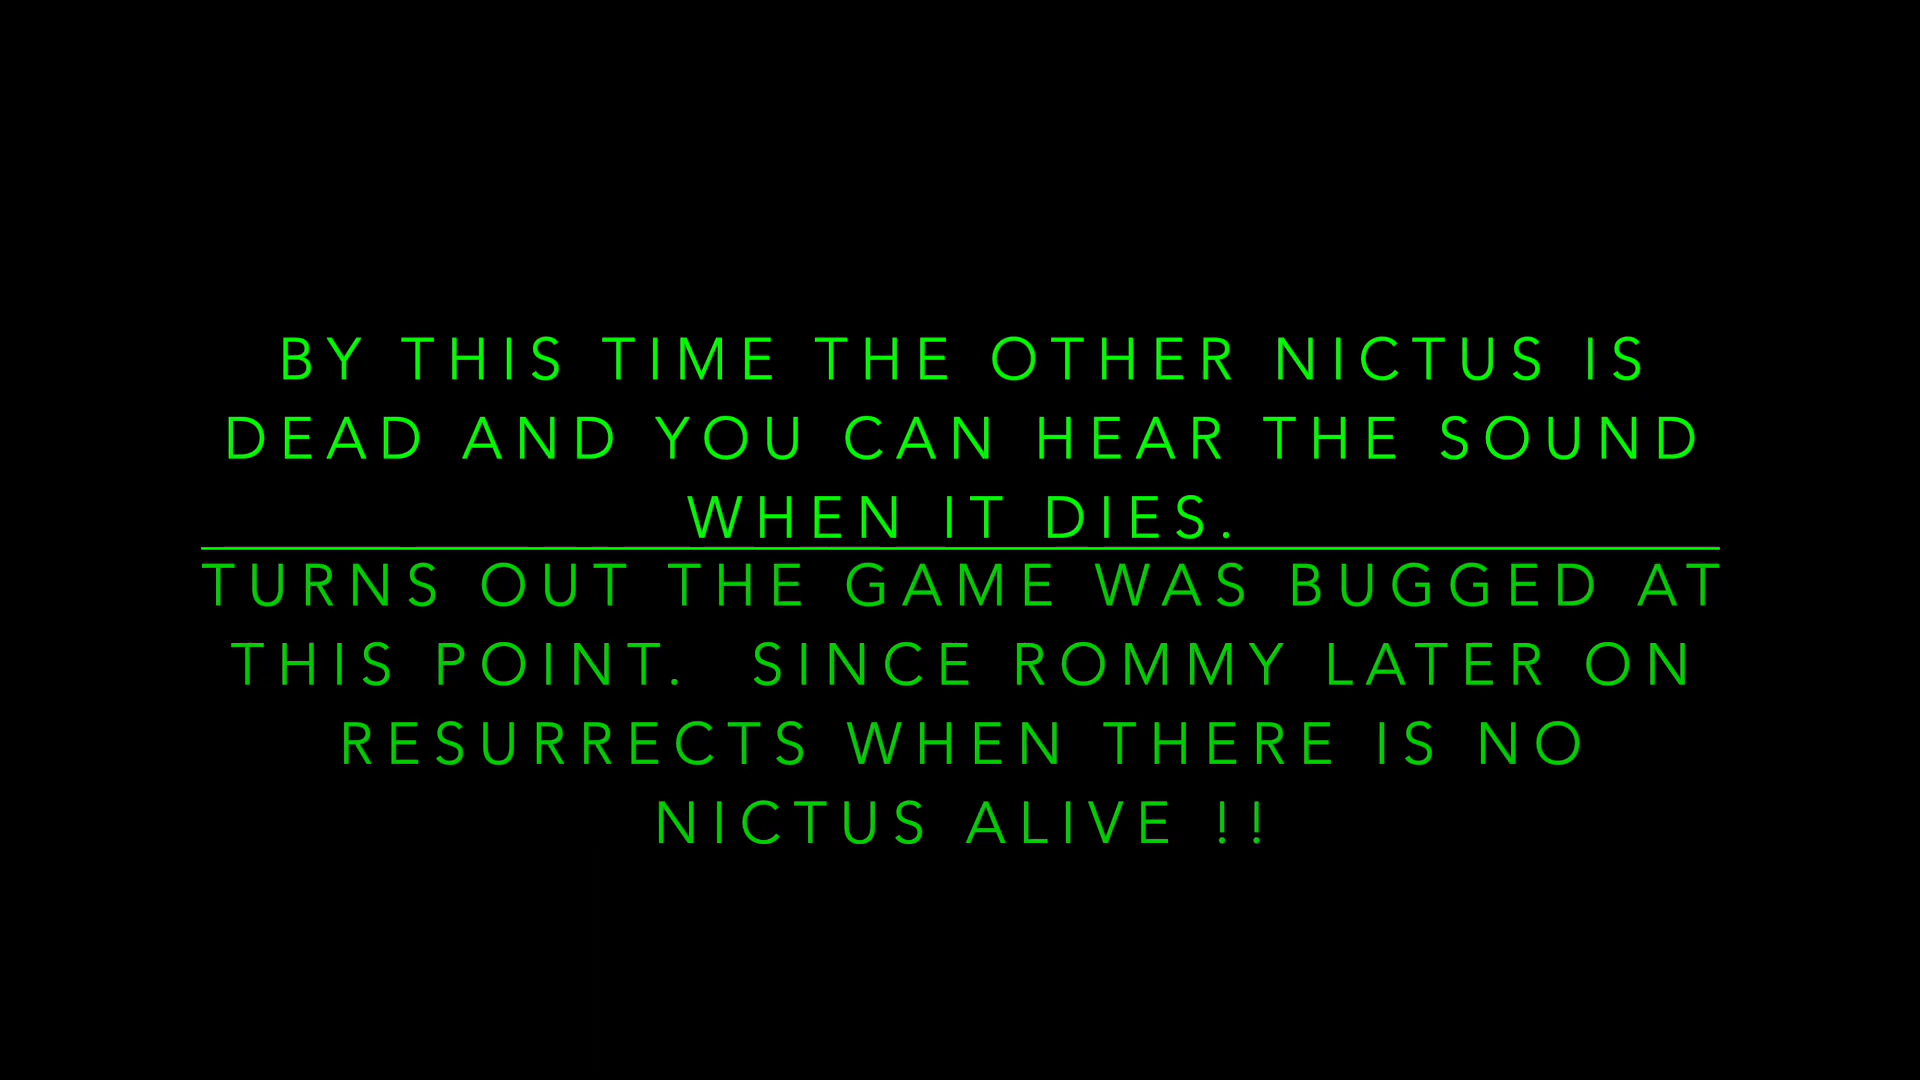 BY THIS TIME THE OTHER NICTUS IS
DEAD AND YOU CAN HEAR THE SOUND
WHEN IT DIES.
TURNS OUT THE GAME WAS BUGGED AT
THIS POINT.  SINCE ROMMY LATER ON
RESURRECTS WHEN THERE IS NO
NICTUS ALIVE !!